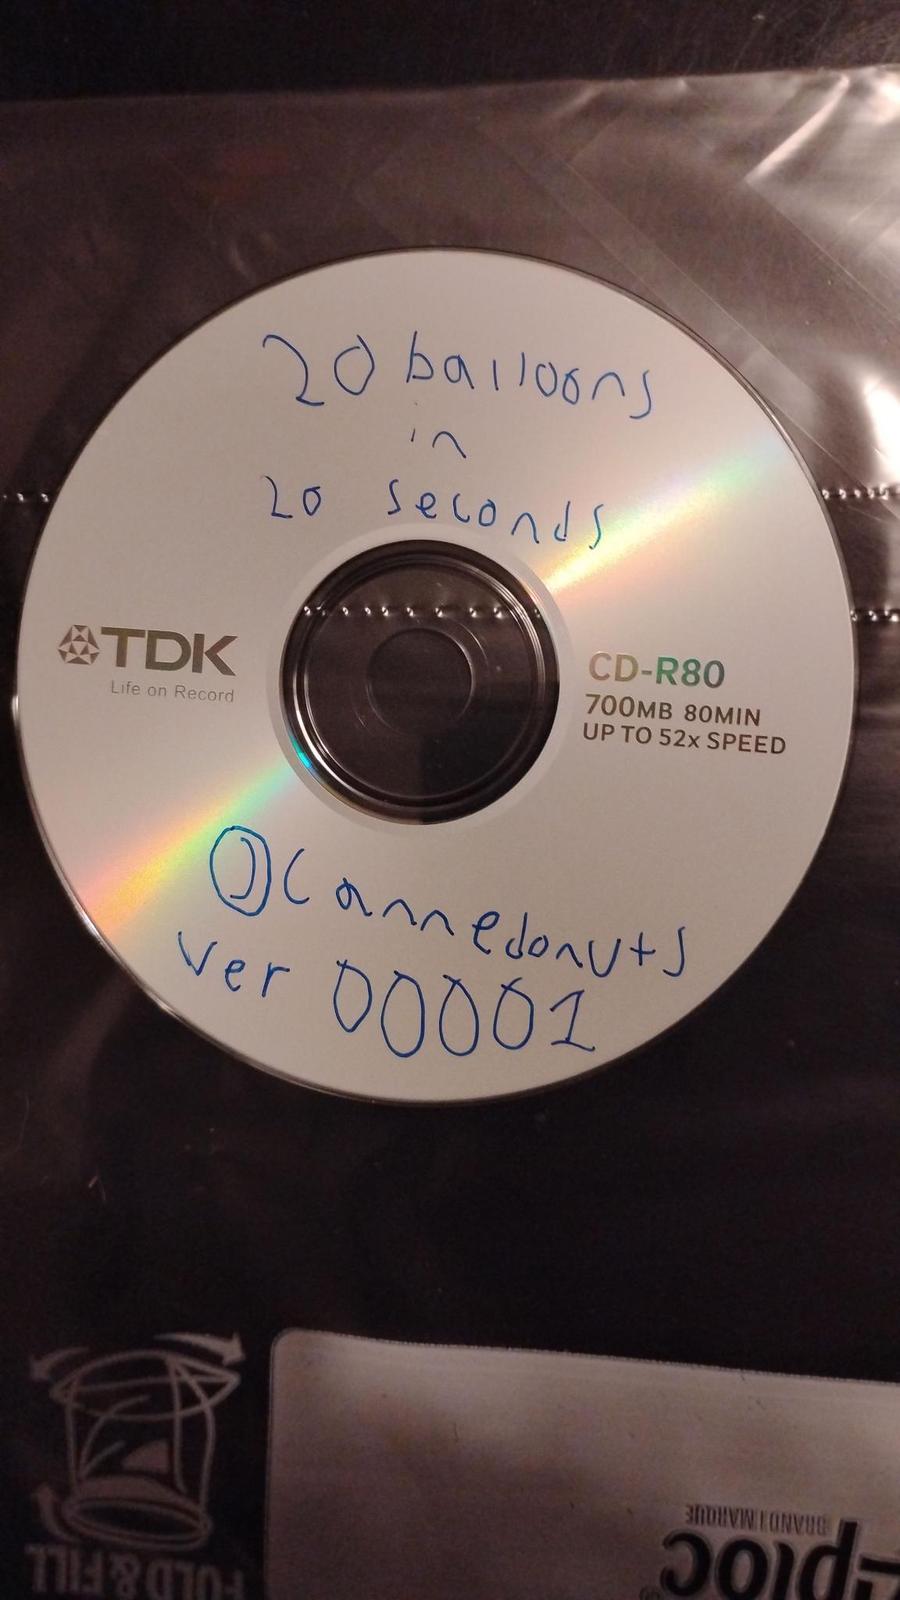 20 balloons
in
20 seconds
TDK
Life on Record
CD-R80
700MB 80MIN
UP TO 52x SPEED
©Cannedonuts
ver 00001
FOLD & FILL
BRAND | MARQUE
Ziploc®